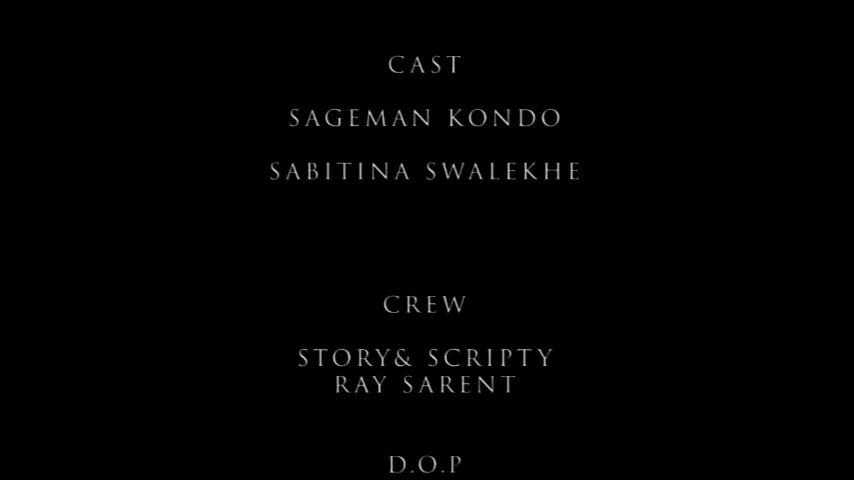 CAST
SAGEMAN KONDO
SABITINA SWALEKHE
CREW
STORY& SCRIPTY
RAY SARENT
D.O.P